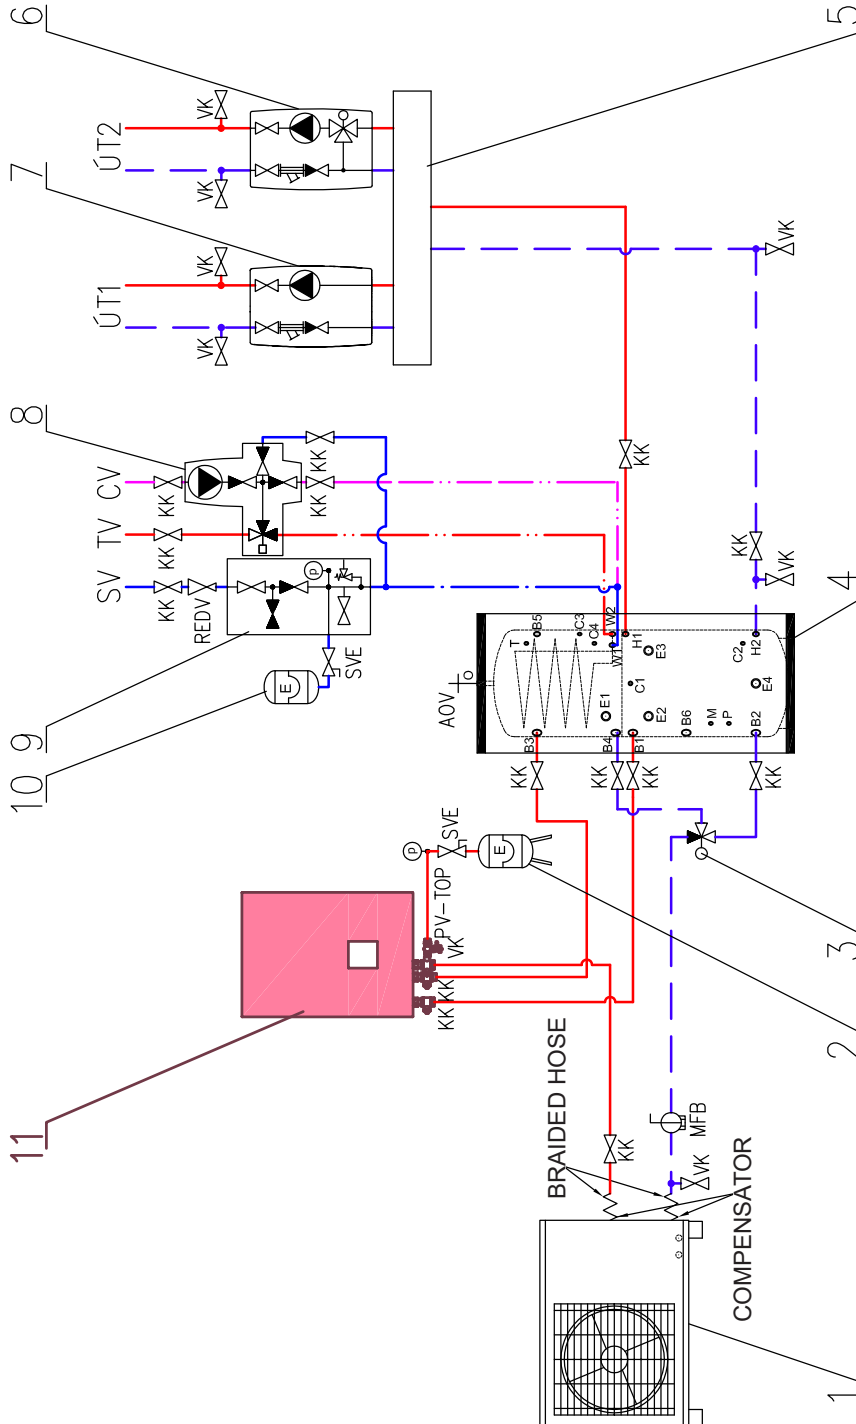 6
5
VK
ÚT2
VK
7
VK
ÚT1
VK
VK
8
KK
CV
KK
KK
KK
TV
KK
SV
KK
REDV
p
SVE
E
9
10
AOV
B5
T
C3
C4
W2
W1
H1
E3
C1
E1
E2
C2
H2
E4
B6
M
P
B3
B4
B1
B2
KK
VK
4
KK
KK
KK
KK
p
SVE
E
PV-TOP
VK
KK
KK
11
3
2
BRAIDED HOSE
KK
MFB
VK
COMPENSATOR
1